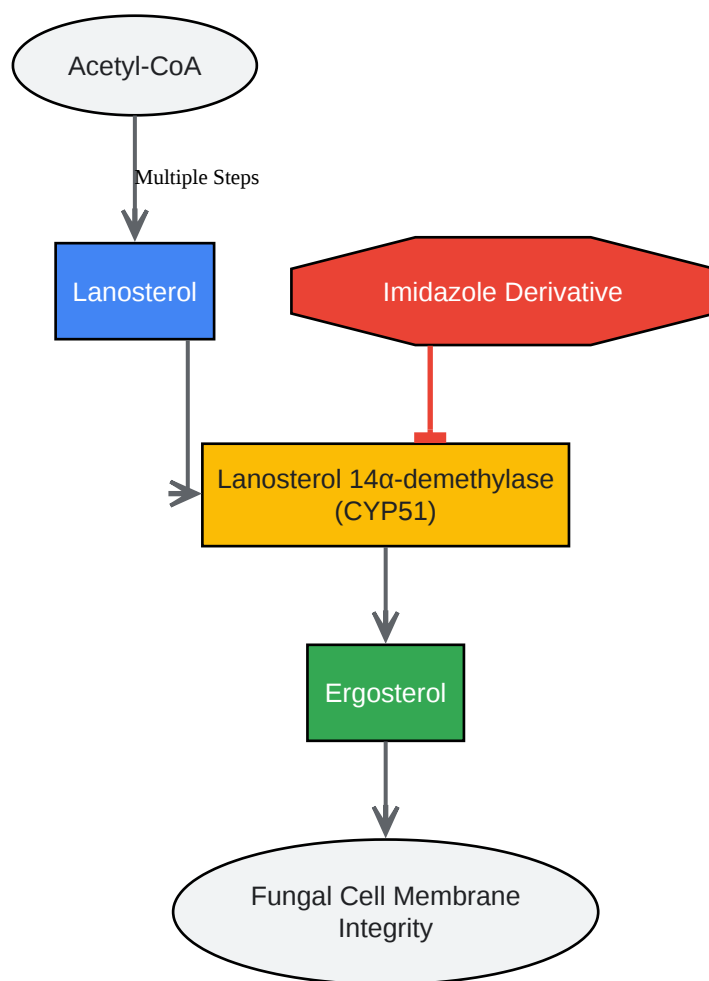 Acetyl-CoA
Multiple Steps
Lanosterol
Imidazole Derivative
Lanosterol 14α-demethylase
(CYP51)
Ergosterol
Fungal Cell Membrane
Integrity